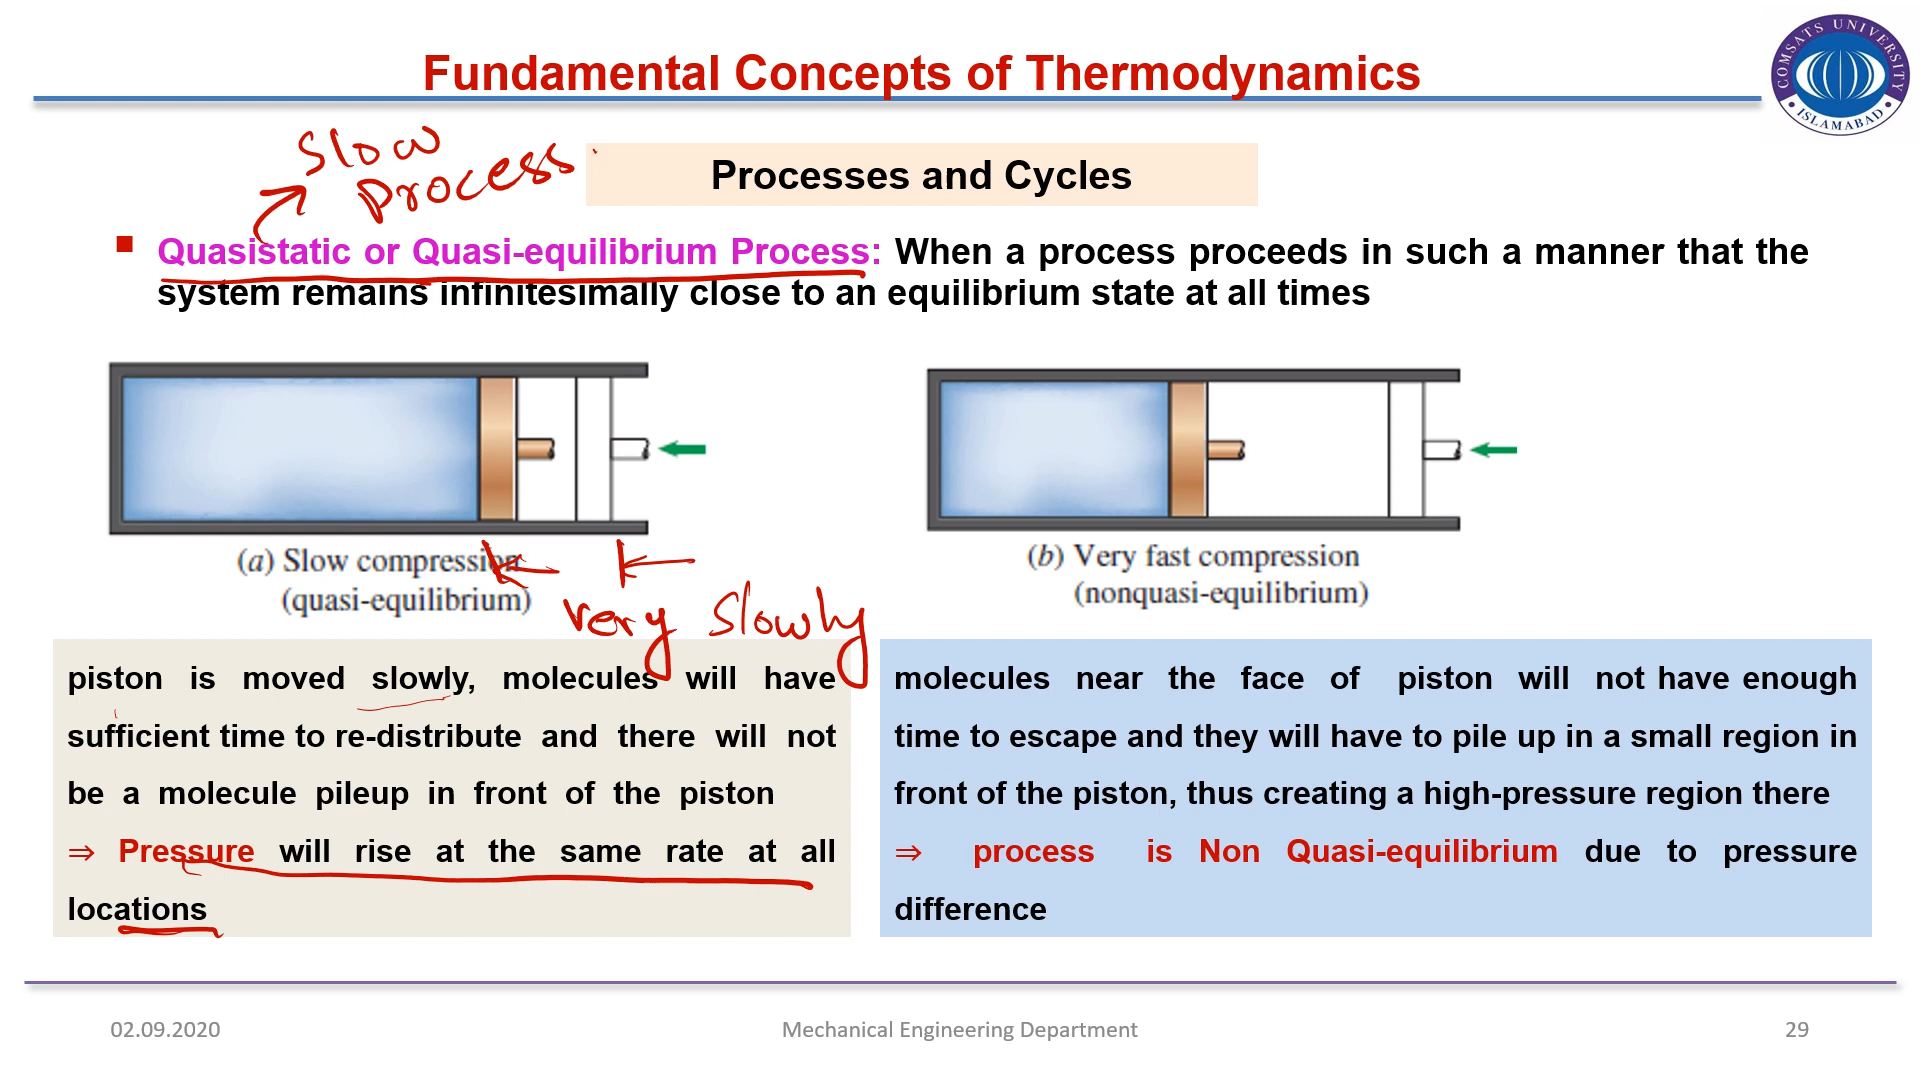 Fundamental Concepts of Thermodynamics
COMSATS UNIVERSITY
ISLAMABAD
Slow
Process
Processes and Cycles
Quasistatic or Quasi-equilibrium Process: When a process proceeds in such a manner that the
system remains infinitesimally close to an equilibrium state at all times
(a) Slow compression
(quasi-equilibrium)
(b) Very fast compression
(nonquasi-equilibrium)
very slowly
piston is moved slowly, molecules will have
sufficient time to re-distribute and there will not
be a molecule pileup in front of the piston
⇒ Pressure will rise at the same rate at all
locations
molecules near the face of piston will not have enough
time to escape and they will have to pile up in a small region in
front of the piston, thus creating a high-pressure region there
⇒ process is Non Quasi-equilibrium due to pressure
difference
02.09.2020
Mechanical Engineering Department
29